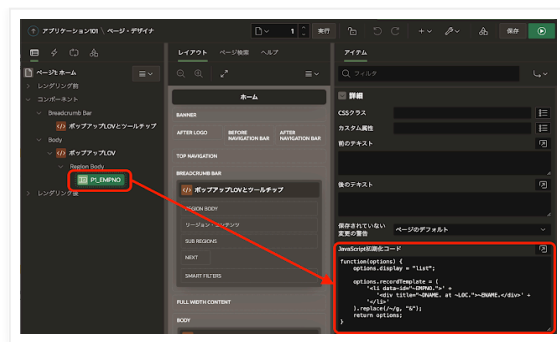 アプリケーション101 \ ページ・デザイナ
1
実行
保存
レイアウト
ページ検索
ヘルプ
アイテム
ページ1: ホーム
レンダリング前
コンポーネント
Breadcrumb Bar
ポップアップLOVとツールチップ
Body
ポップアップLOV
Region Body
P1_EMPNO
レンダリング後
ホーム
BANNER
AFTER LOGO
BEFORE NAVIGATION BAR
AFTER NAVIGATION BAR
TOP NAVIGATION
BREADCRUMB BAR
ポップアップLOVとツールチップ
REGION BODY
リージョン・コンテンツ
SUB REGIONS
NEXT
SMART FILTERS
FULL WIDTH CONTENT
BODY
フィルタ
詳細
CSSクラス
カスタム属性
前のテキスト
後のテキスト
保存されていない
変更の警告
ページのデフォルト
JavaScript初期化コード
function(options) {
options.display = "list";
options.recordTemplate = (
'<li data-id="~EMPNO.">' +
'<div title="~DNAME. at ~LOC.">~ENAME.</div>' +
'</li>'
).replace(/~/g, "&");
return options;
}